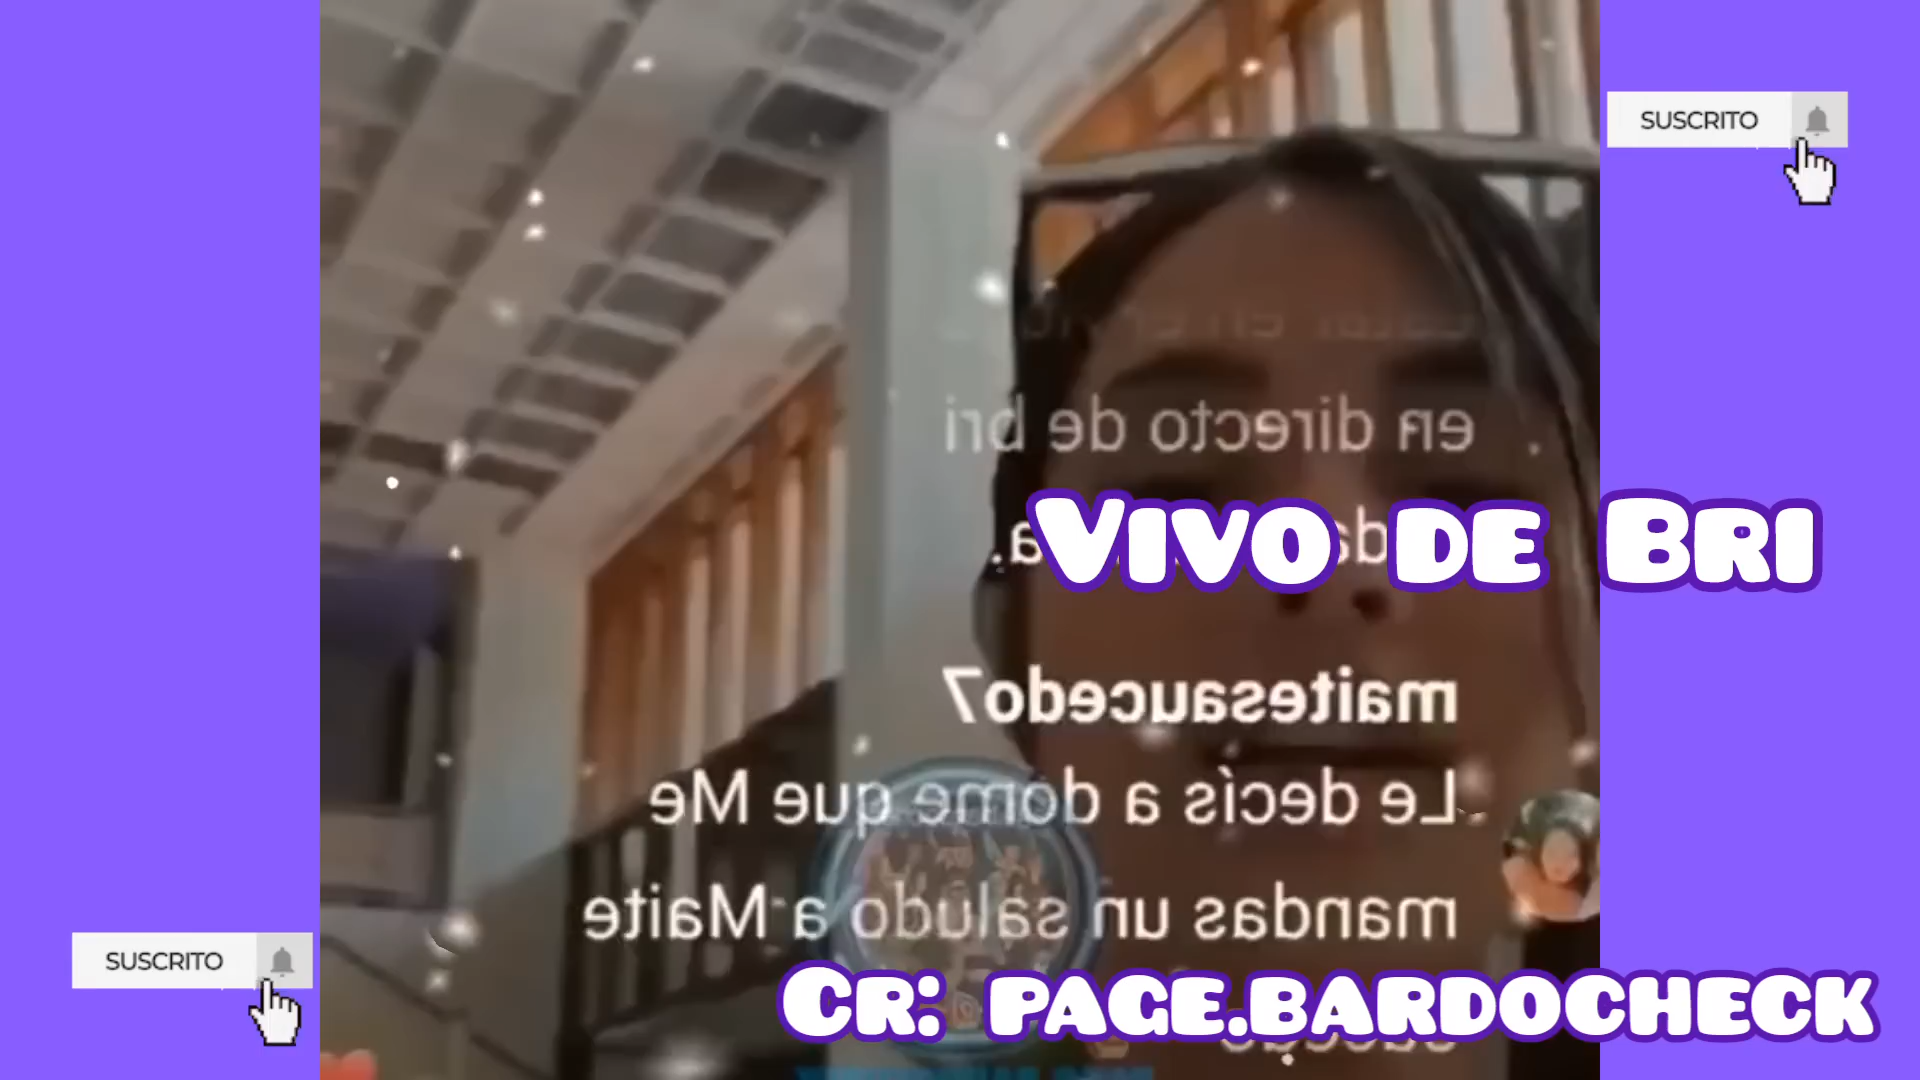 SUSCRITO
en directo de bri
Vivo de Bri
maitesaucedo7
Le decís a dome que Me
mandas un saludo a Maite
SUSCRITO
Cr: page.bardocheck